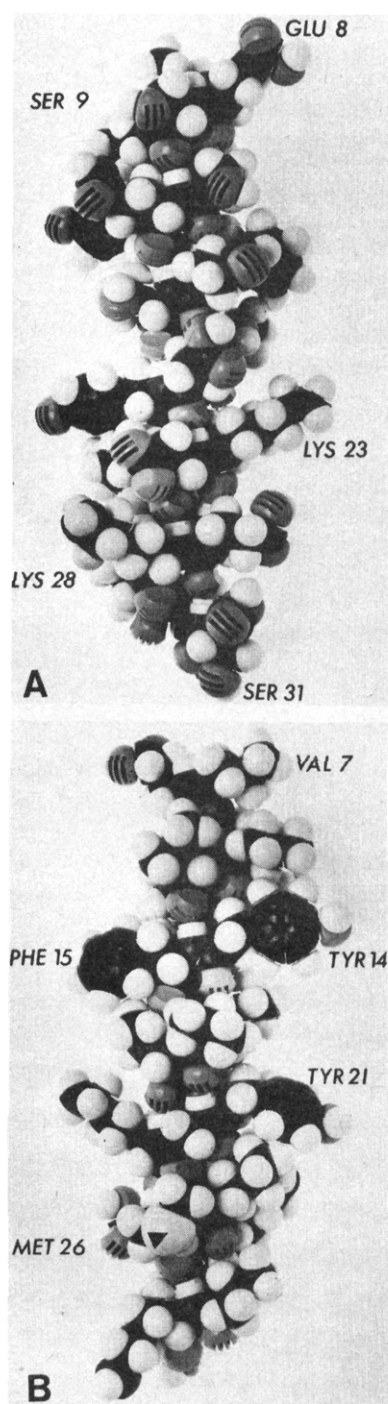 GLU 8
SER 9
LYS 23
LYS 28
SER 31
A
VAL 7
PHE 15
TYR 14
TYR 21
MET 26
B